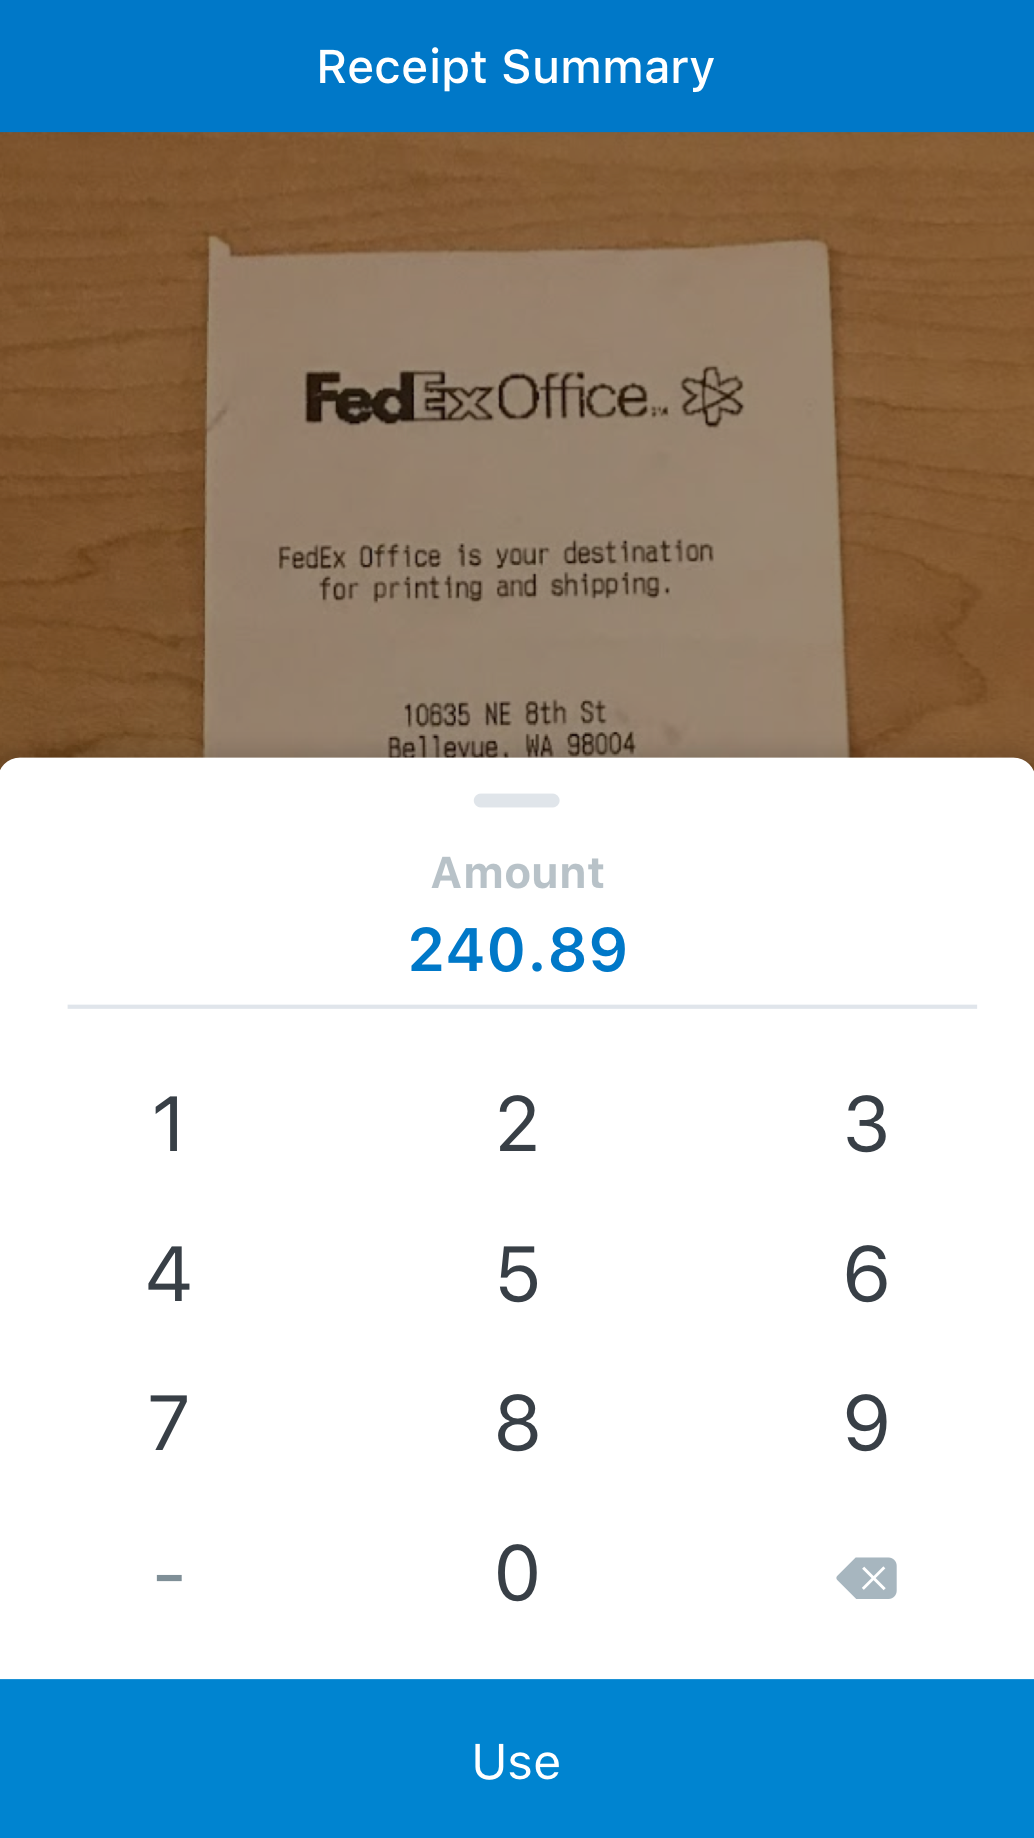 Receipt Summary
FedEx Office
FedEx Office is your destination
for printing and shipping.
10635 NE 8th St
Bellevue, WA 98004
Amount
240.89
1 2 3
4 5 6
7 8 9
- 0
Use